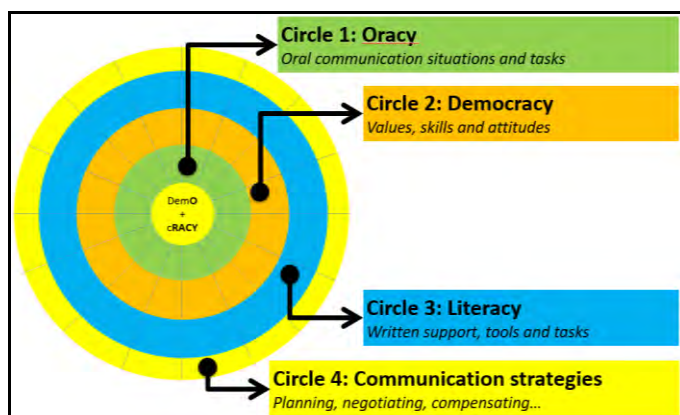 Circle 1: Oracy
Oral communication situations and tasks
Circle 2: Democracy
Values, skills and attitudes
DemO
+
cRACY
Circle 3: Literacy
Written support, tools and tasks
Circle 4: Communication strategies
Planning, negotiating, compensating...